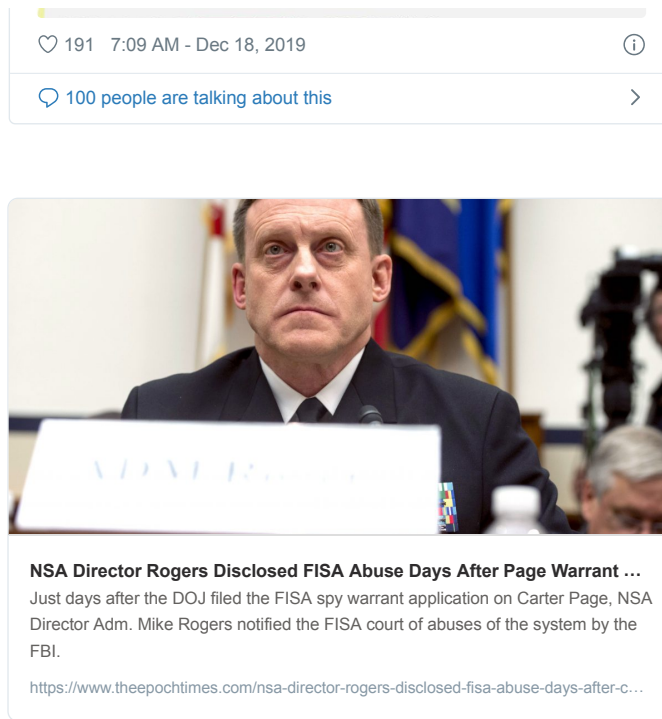 191 7:09 AM - Dec 18, 2019
100 people are talking about this
NSA Director Rogers Disclosed FISA Abuse Days After Page Warrant …
Just days after the DOJ filed the FISA spy warrant application on Carter Page, NSA
Director Adm. Mike Rogers notified the FISA court of abuses of the system by the
FBI.
https://www.theepochtimes.com/nsa-director-rogers-disclosed-fisa-abuse-days-after-c…